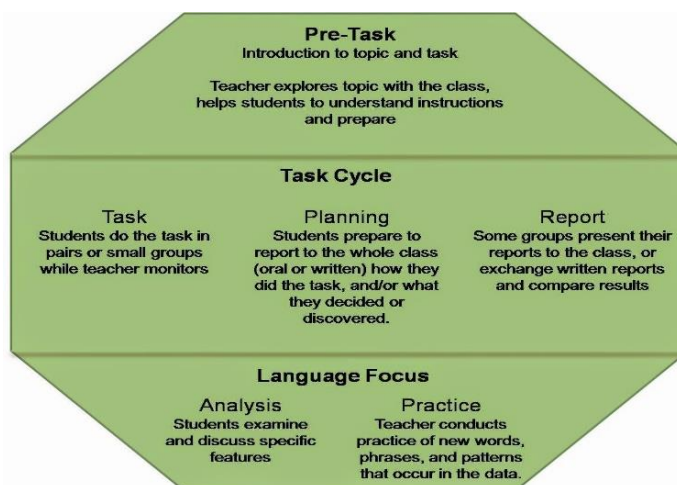 Pre-Task
Introduction to topic and task
Teacher explores topic with the class,
helps students to understand instructions
and prepare
Task Cycle
Task
Students do the task in
pairs or small groups
while teacher monitors
Planning
Students prepare to
report to the whole class
(oral or written) how they
did the task, and/or what
they decided or
discovered.
Report
Some groups present their
reports to the class, or
exchange written reports
and compare results
Language Focus
Analysis
Students examine
and discuss specific
features
Practice
Teacher conducts
practice of new words,
phrases, and patterns
that occur in the data.